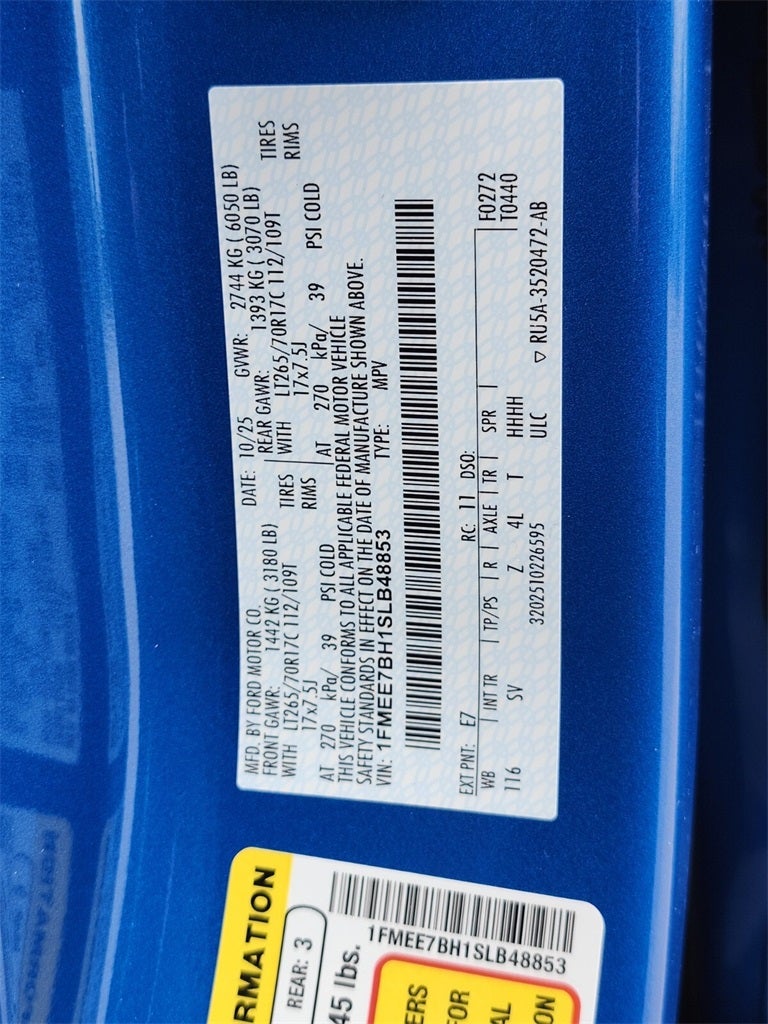 MFD. BY FORD MOTOR CO.
DATE: 10/25 GVWR: 2744 KG ( 6050 LB)
FRONT GAWR: 1442 KG ( 3180 LB)
REAR GAWR: 1393 KG ( 3070 LB)
WITH LT265/70R17C 112/109T TIRES
WITH LT265/70R17C 112/109T TIRES
17x7.5J RIMS
17x7.5J RIMS
AT 270 kPa/ 39 PSI COLD
AT 270 kPa/ 39 PSI COLD
THIS VEHICLE CONFORMS TO ALL APPLICABLE FEDERAL MOTOR VEHICLE
SAFETY STANDARDS IN EFFECT ON THE DATE OF MANUFACTURE SHOWN ABOVE.
VIN: 1FMEE7BH1SLB48853 TYPE: MPV
EXT PNT: E7 RC: 11 DSO: F0272
WB INT TR TP/PS R AXLE TR SPR T0440
116 SV Z 4L T HHHH
3202510226595 ULC ▽ RU5A-3520472-AB
RMATION
REAR: 3
45 lbs.
1FMEE7BH1SLB48853
ERS
FOR
AL
ON